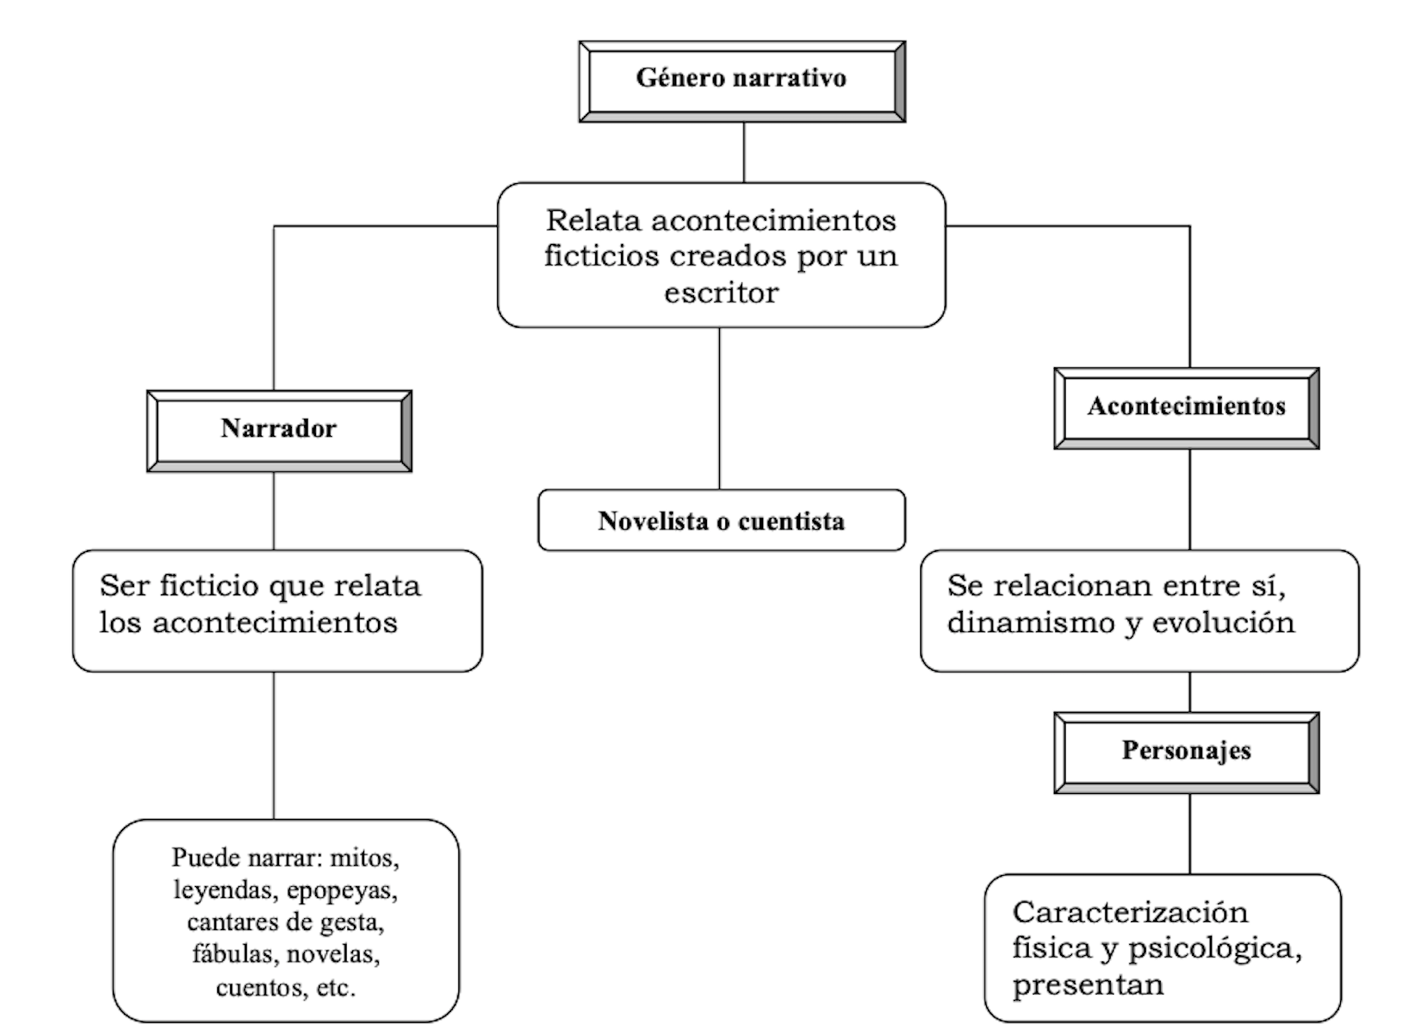 Género narrativo
Relata acontecimientos
ficticios creados por un
escritor
Narrador
Acontecimientos
Novelista o cuentista
Ser ficticio que relata
los acontecimientos
Se relacionan entre sí,
dinamismo y evolución
Personajes
Puede narrar: mitos,
leyendas, epopeyas,
cantares de gesta,
fábulas, novelas,
cuentos, etc.
Caracterización
física y psicológica,
presentan